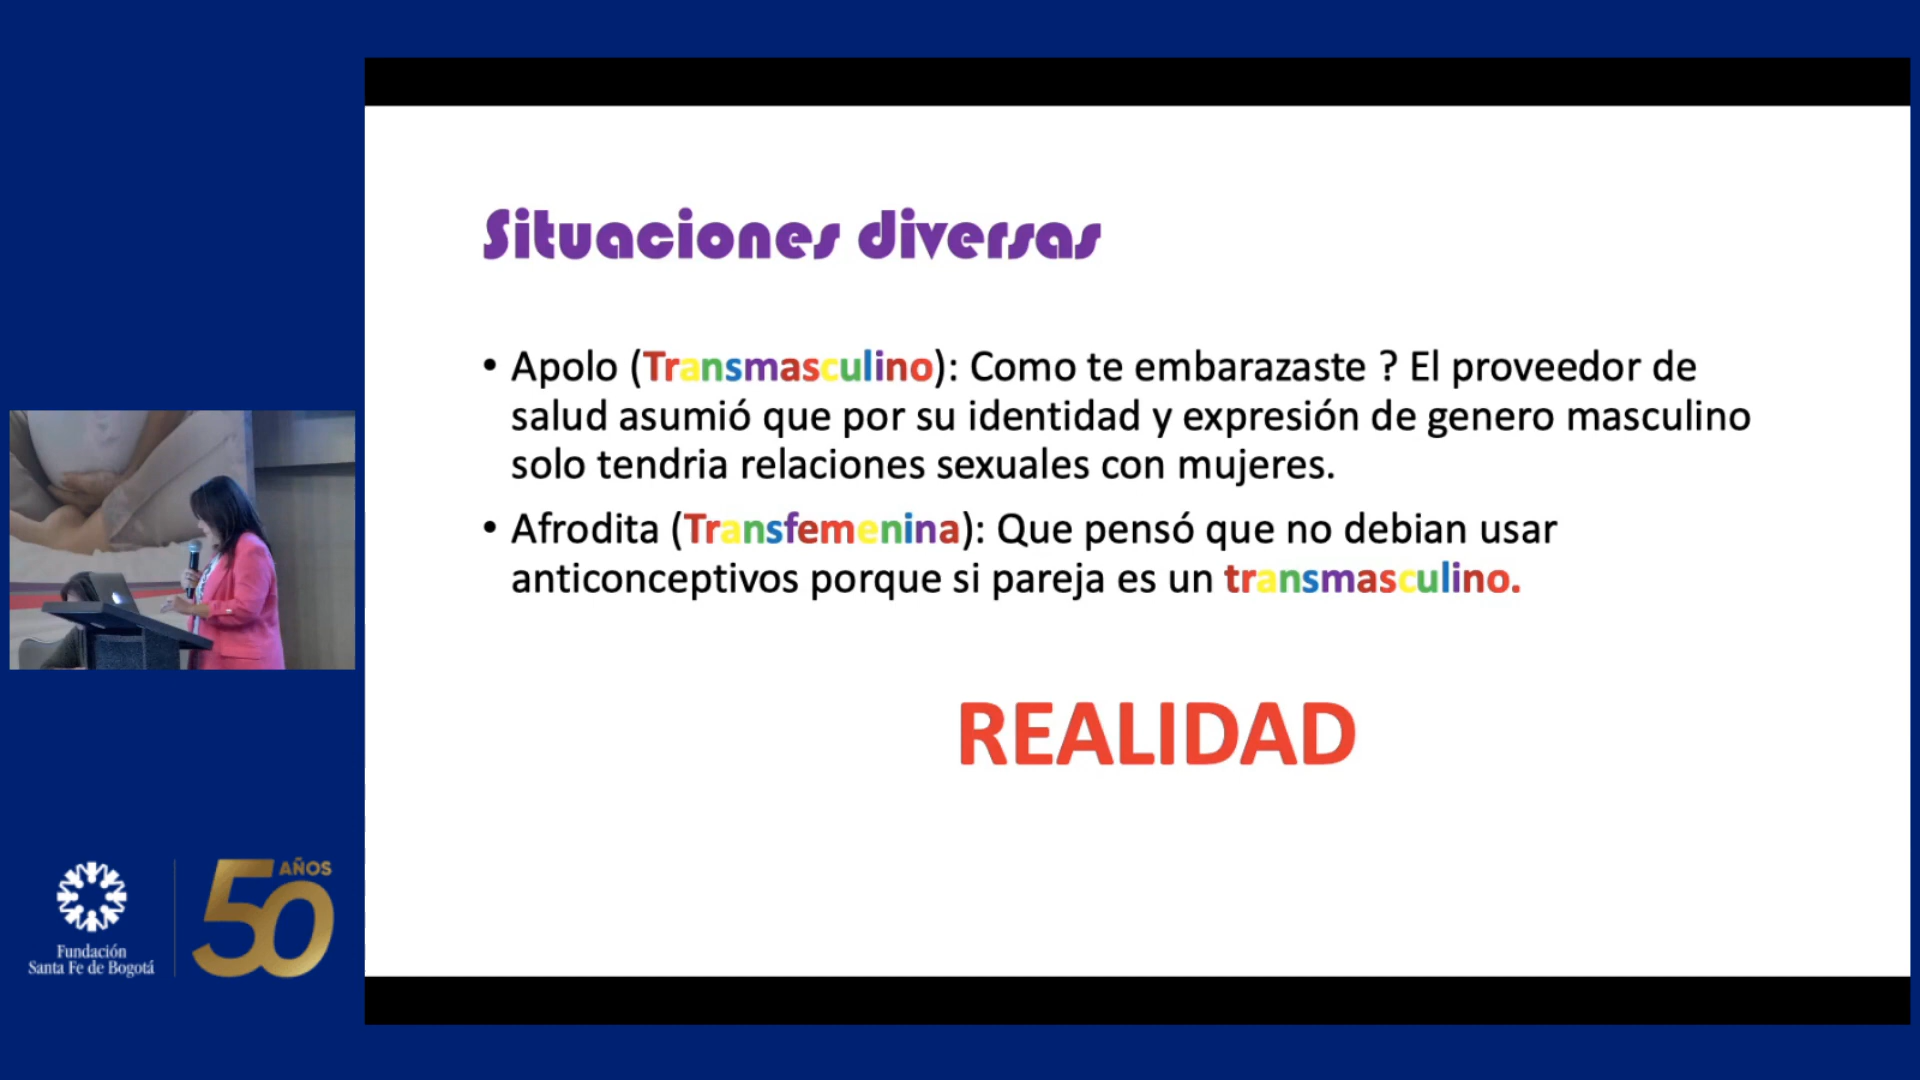 Situaciones diversas
• Apolo (Transmasculino): Como te embarazaste ? El proveedor de
salud asumió que por su identidad y expresión de genero masculino
solo tendria relaciones sexuales con mujeres.
• Afrodita (Transfemenina): Que pensó que no debian usar
anticonceptivos porque si pareja es un transmasculino.
REALIDAD
Fundación
Santa Fe de Bogotá
50 AÑOS